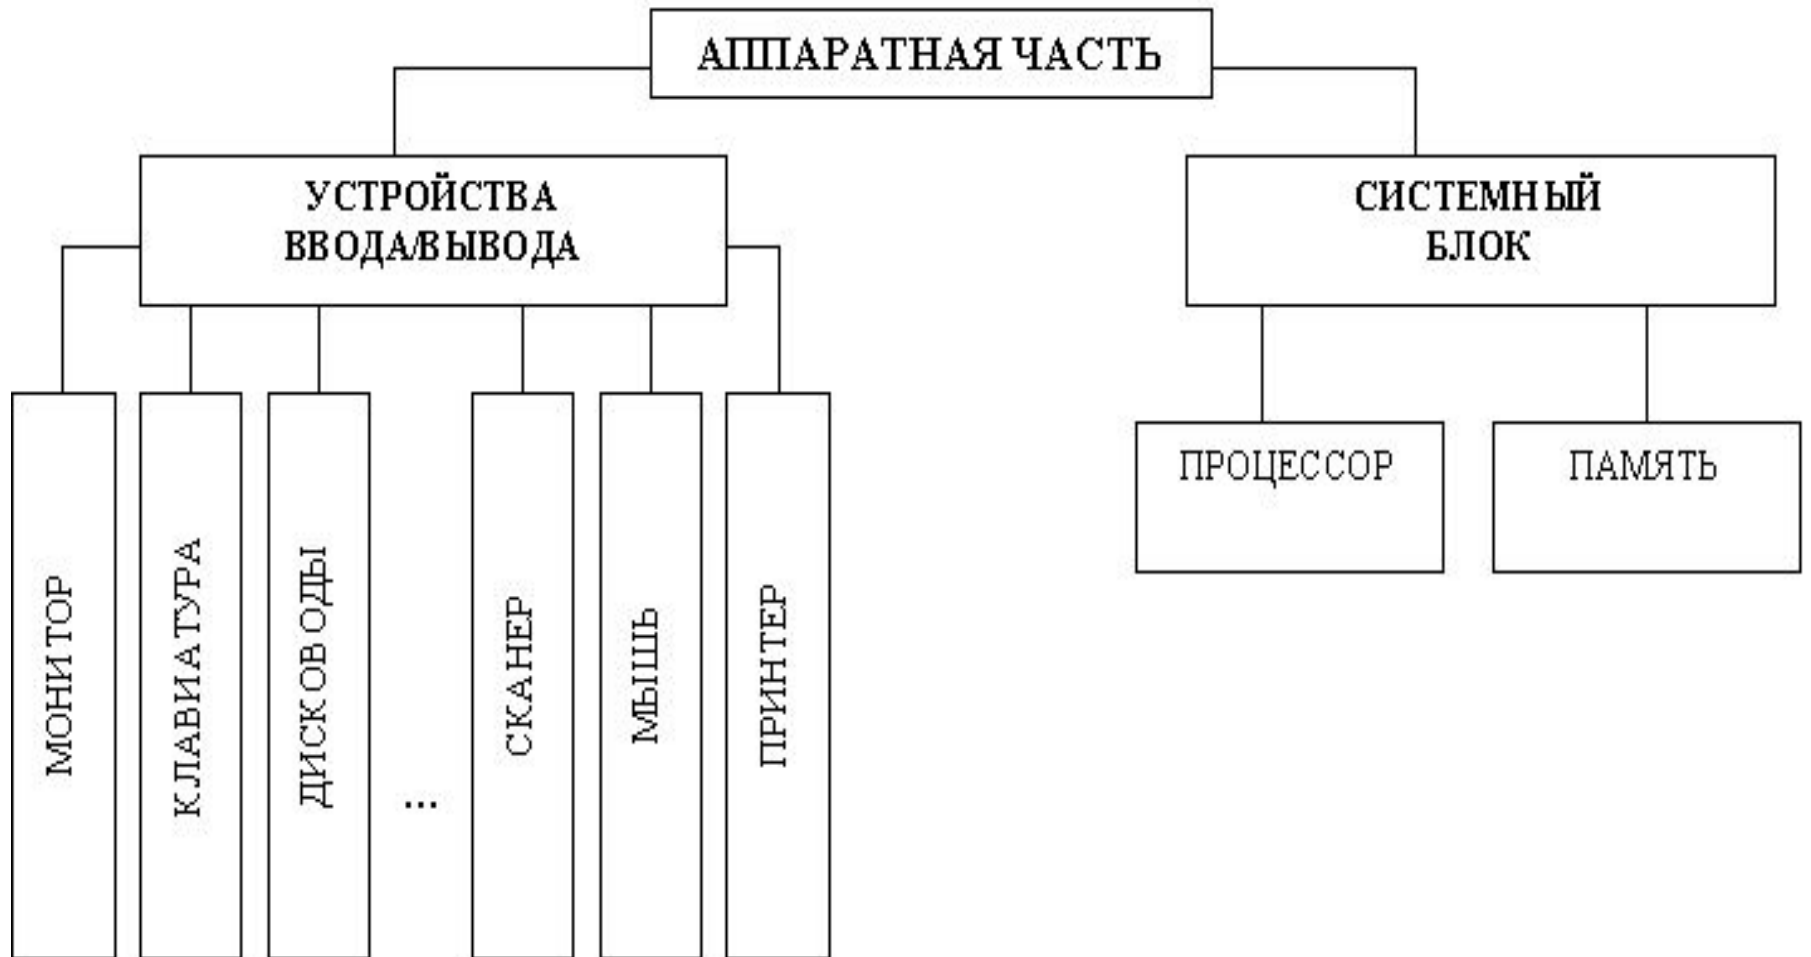 АППАРАТНАЯ ЧАСТЬ
УСТРОЙСТВА
ВВОДА/ВЫВОДА
СИСТЕМНЫЙ
БЛОК
МОНИТОР
КЛАВИАТУРА
ДИСКОВОДЫ
...
СКАНЕР
МЫШЬ
ПРИНТЕР
ПРОЦЕССОР
ПАМЯТЬ